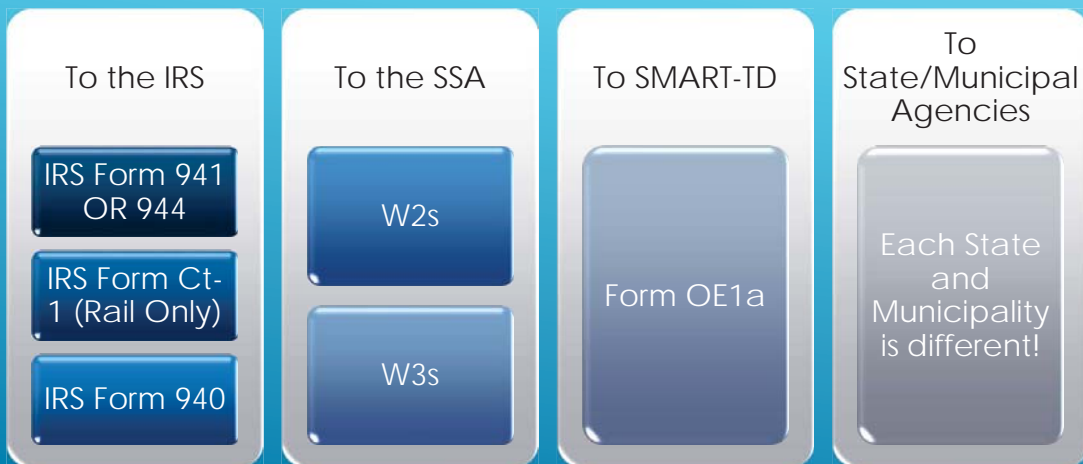 To the IRS
IRS Form 941
OR 944
IRS Form Ct-
1 (Rail Only)
IRS Form 940
To the SSA
W2s
W3s
To SMART-TD
Form OE1a
To
State/Municipal
Agencies
Each State
and
Municipality
is different!